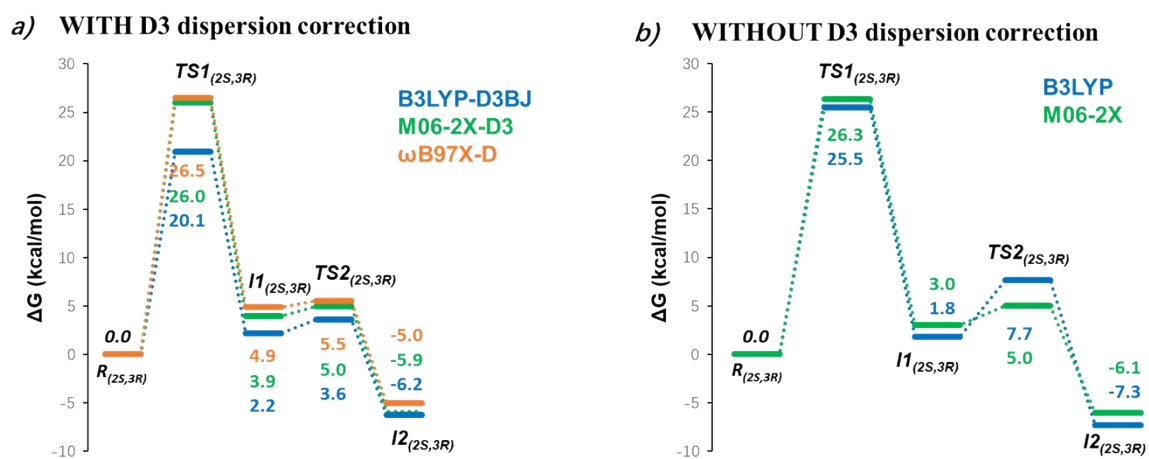 a) WITH D3 dispersion correction
ΔG (kcal/mol)
30
25
20
15
10
5
0
-5
-10
TS1(2S,3R)
B3LYP-D3BJ
M06-2X-D3
ωB97X-D
26.5
26.0
20.1
I1(2S,3R)
TS2(2S,3R)
0.0
R(2S,3R)
4.9
3.9
2.2
5.5
5.0
3.6
-5.0
-5.9
-6.2
I2(2S,3R)
b) WITHOUT D3 dispersion correction
ΔG (kcal/mol)
30
25
20
15
10
5
0
-5
-10
TS1(2S,3R)
B3LYP
M06-2X
26.3
25.5
TS2(2S,3R)
3.0
1.8
0.0
R(2S,3R)
I1(2S,3R)
7.7
5.0
-6.1
-7.3
I2(2S,3R)